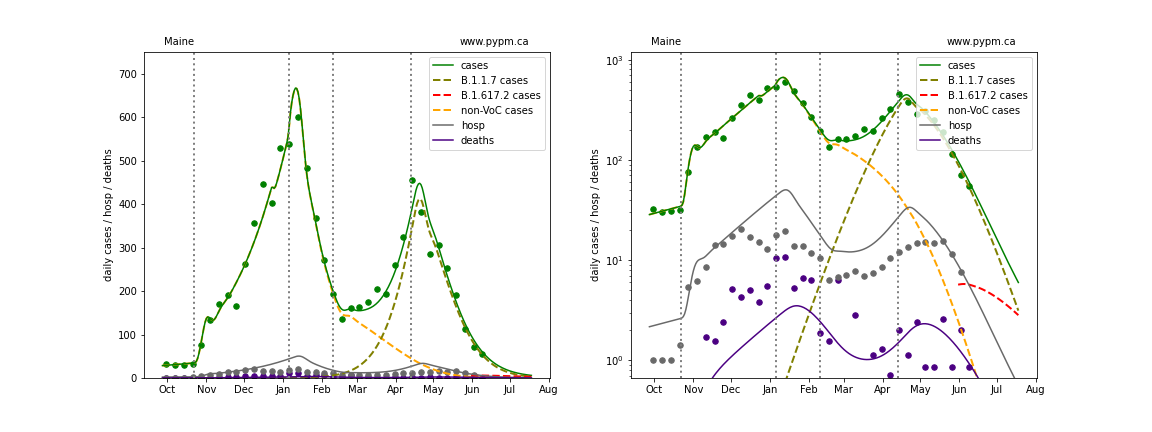 Maine
www.pypm.ca
daily cases / hosp / deaths
700
600
500
400
300
200
100
0
Oct
Nov
Dec
Jan
Feb
Mar
Apr
May
Jun
Jul
Aug
cases
B.1.1.7 cases
B.1.617.2 cases
non-VoC cases
hosp
deaths
Maine
www.pypm.ca
daily cases / hosp / deaths
10³
10²
10¹
10⁰
Oct
Nov
Dec
Jan
Feb
Mar
Apr
May
Jun
Jul
Aug
cases
B.1.1.7 cases
B.1.617.2 cases
non-VoC cases
hosp
deaths